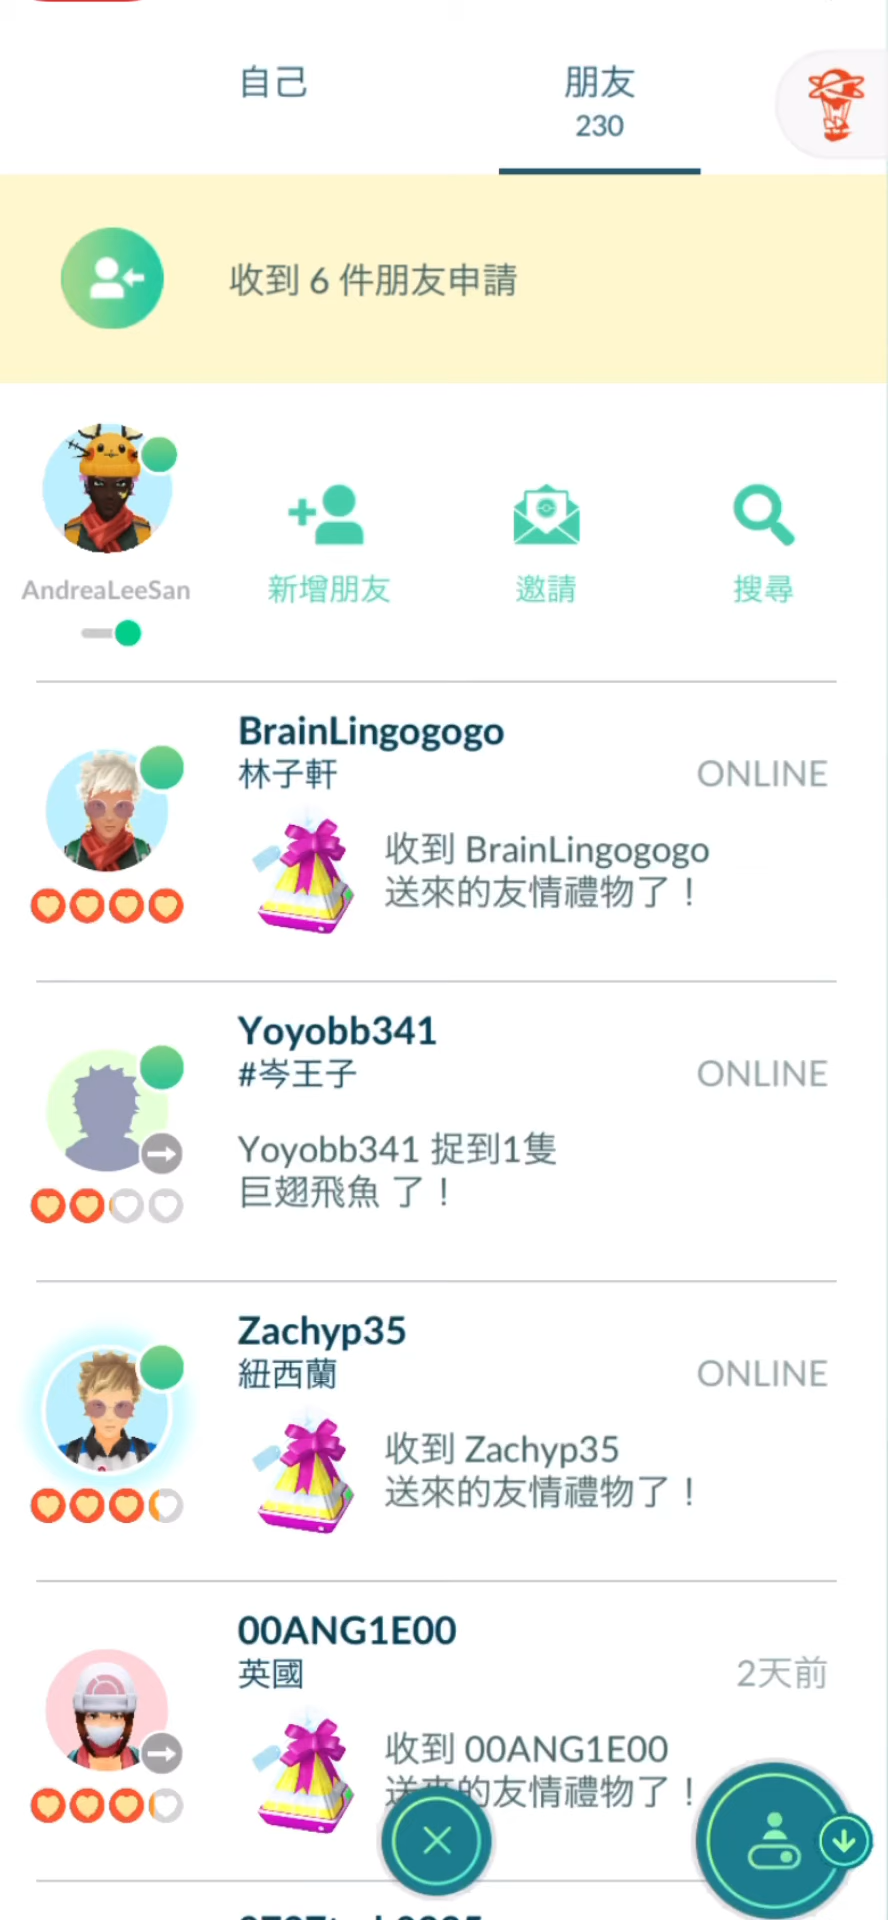 自己
朋友
230
收到 6 件朋友申請
AndreaLeeSan
新增朋友
邀請
搜尋
BrainLingogogo
林子軒
ONLINE
收到 BrainLingogogo
送來的友情禮物了！
Yoyobb341
#岑王子
ONLINE
Yoyobb341 捉到1隻
巨翅飛魚 了！
Zachyp35
紐西蘭
ONLINE
收到 Zachyp35
送來的友情禮物了！
00ANG1E00
英國
2天前
收到 00ANG1E00
送來的友情禮物了！